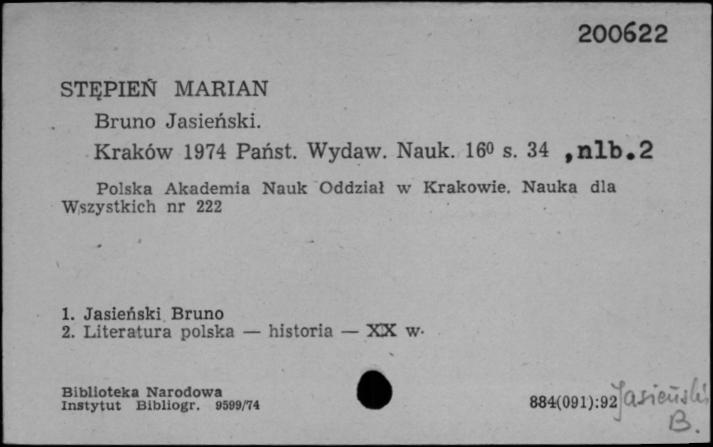 200622
STĘPIEŃ MARIAN
Bruno Jasieński.
Kraków 1974 Państ. Wydaw. Nauk. 16⁰ s. 34 ,nlb.2
Polska Akademia Nauk Oddział w Krakowie. Nauka dla
Wszystkich nr 222
1. Jasieński Bruno
2. Literatura polska — historia — XX w.
Biblioteka Narodowa
Instytut Bibliogr. 9599/74
884(091):92 Jasieński
B.